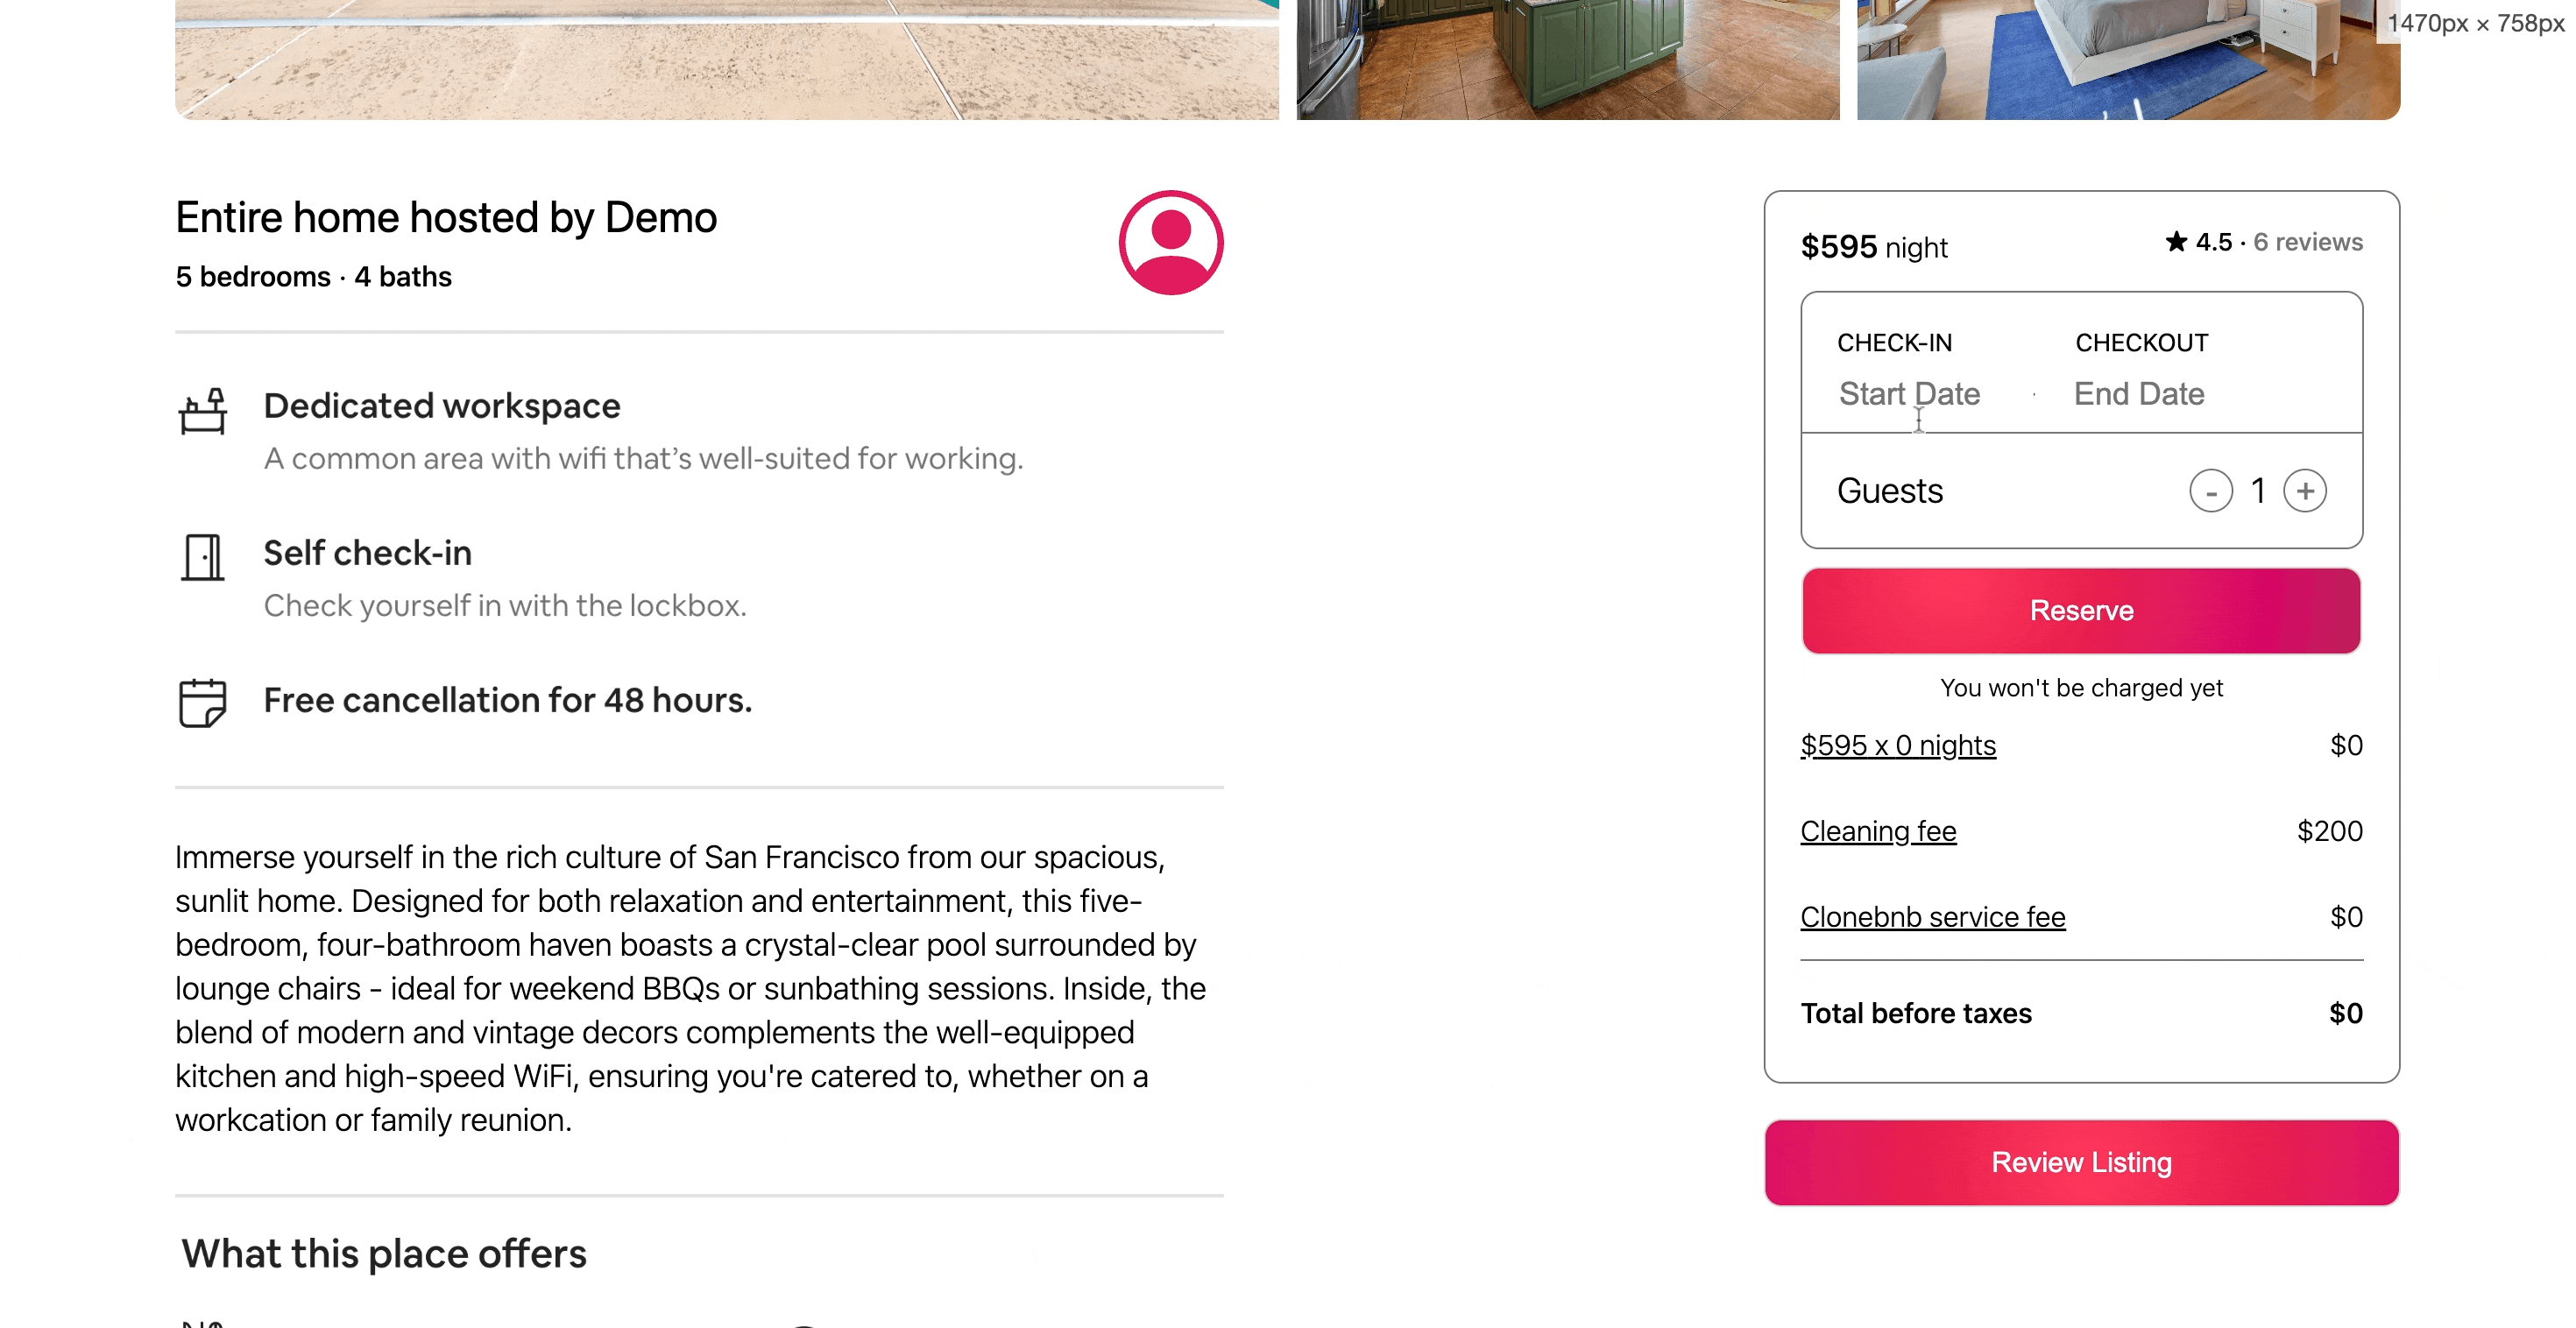 1470px × 758px
Entire home hosted by Demo
5 bedrooms · 4 baths
Dedicated workspace
A common area with wifi that’s well-suited for working.
Self check-in
Check yourself in with the lockbox.
Free cancellation for 48 hours.
Immerse yourself in the rich culture of San Francisco from our spacious,
sunlit home. Designed for both relaxation and entertainment, this five-
bedroom, four-bathroom haven boasts a crystal-clear pool surrounded by
lounge chairs - ideal for weekend BBQs or sunbathing sessions. Inside, the
blend of modern and vintage decors complements the well-equipped
kitchen and high-speed WiFi, ensuring you're catered to, whether on a
workcation or family reunion.
What this place offers
$595 night
★ 4.5 · 6 reviews
CHECK-IN CHECKOUT
Start Date · End Date
Guests - 1 +
Reserve
You won't be charged yet
$595 x 0 nights $0
Cleaning fee $200
Clonebnb service fee $0
Total before taxes $0
Review Listing